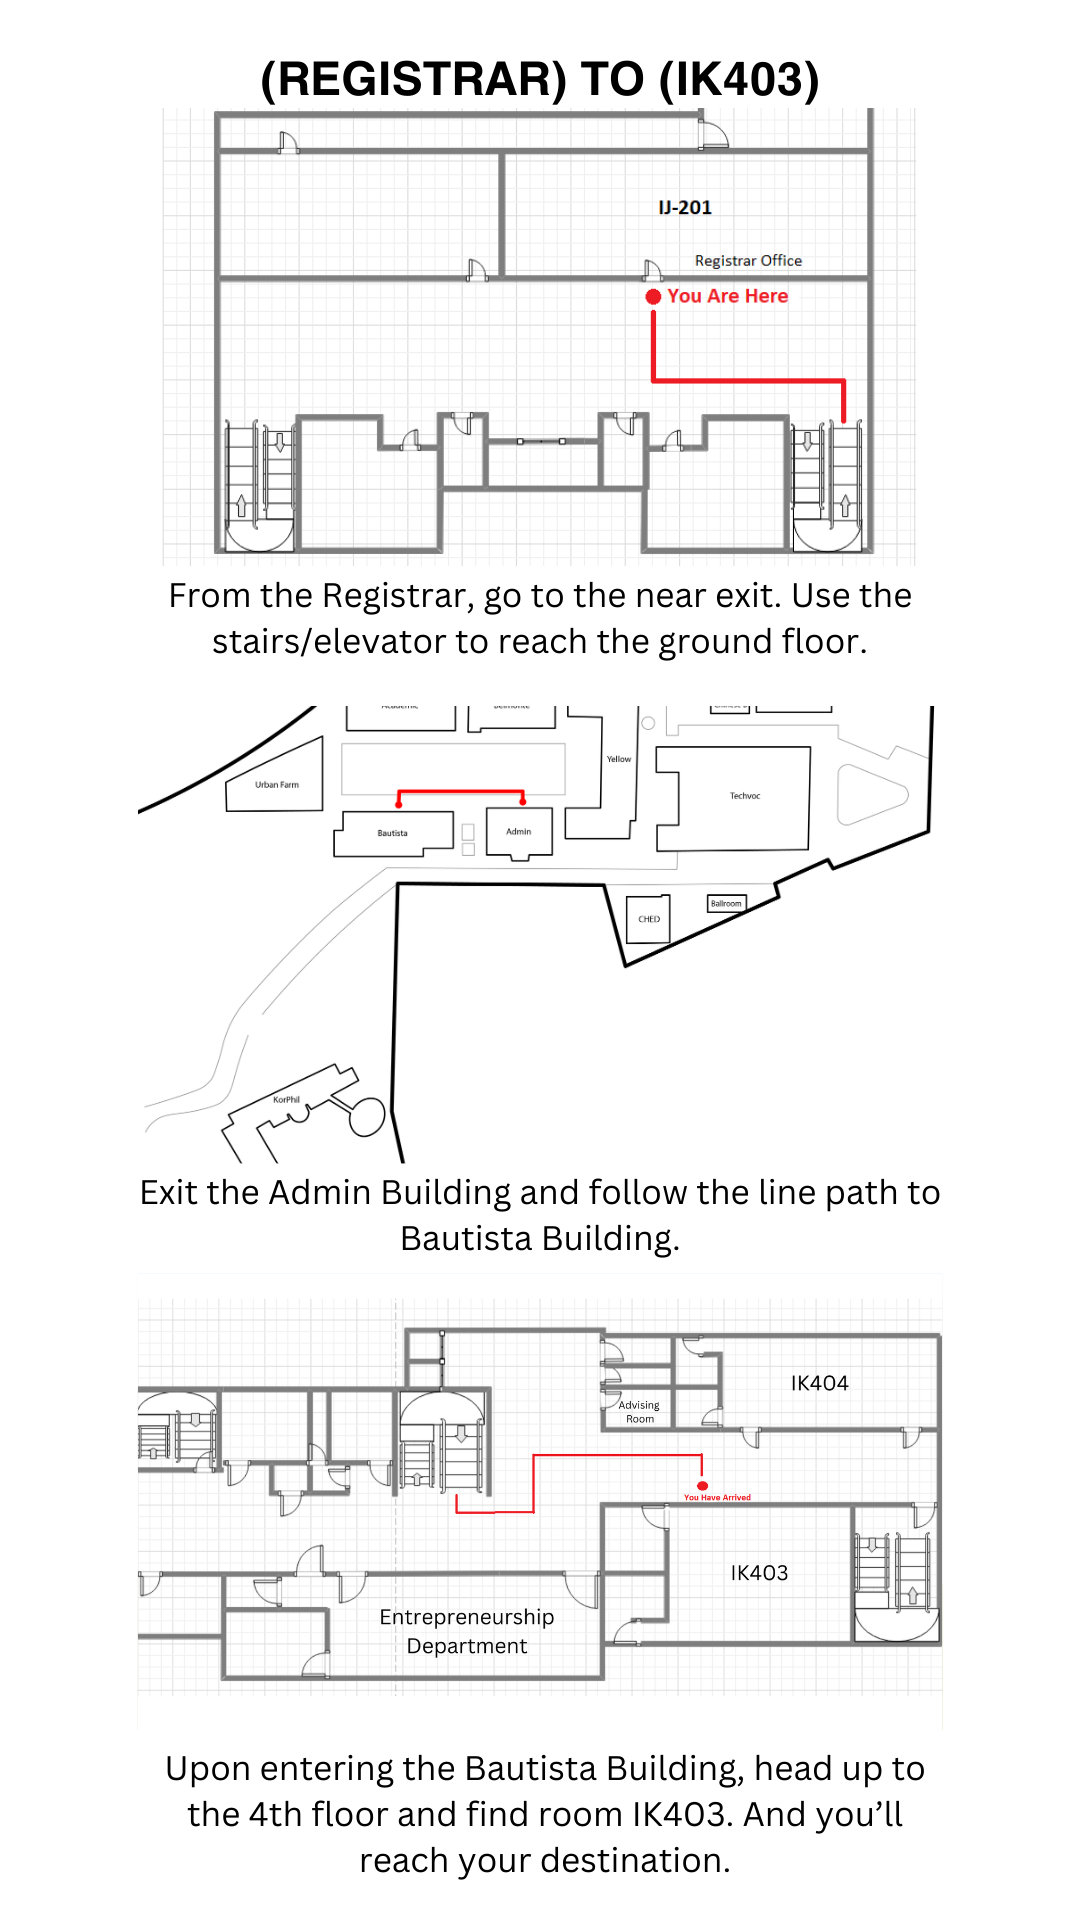 (REGISTRAR) TO (IK403)
IJ-201
Registrar Office
You Are Here
From the Registrar, go to the near exit. Use the
stairs/elevator to reach the ground floor.
Academic
Belmonte
Yellow
Urban Farm
Techvoc
Bautista
Admin
Ballroom
CHED
KorPhil
Exit the Admin Building and follow the line path to
Bautista Building.
IK404
Advising
Room
You Have Arrived
IK403
Entrepreneurship
Department
Upon entering the Bautista Building, head up to
the 4th floor and find room IK403. And you’ll
reach your destination.